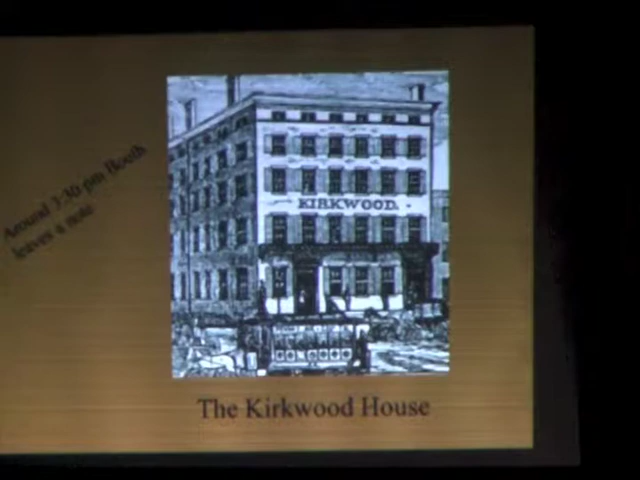 Around 3:30 pm Booth
leaves a note
KIRKWOOD.
The Kirkwood House